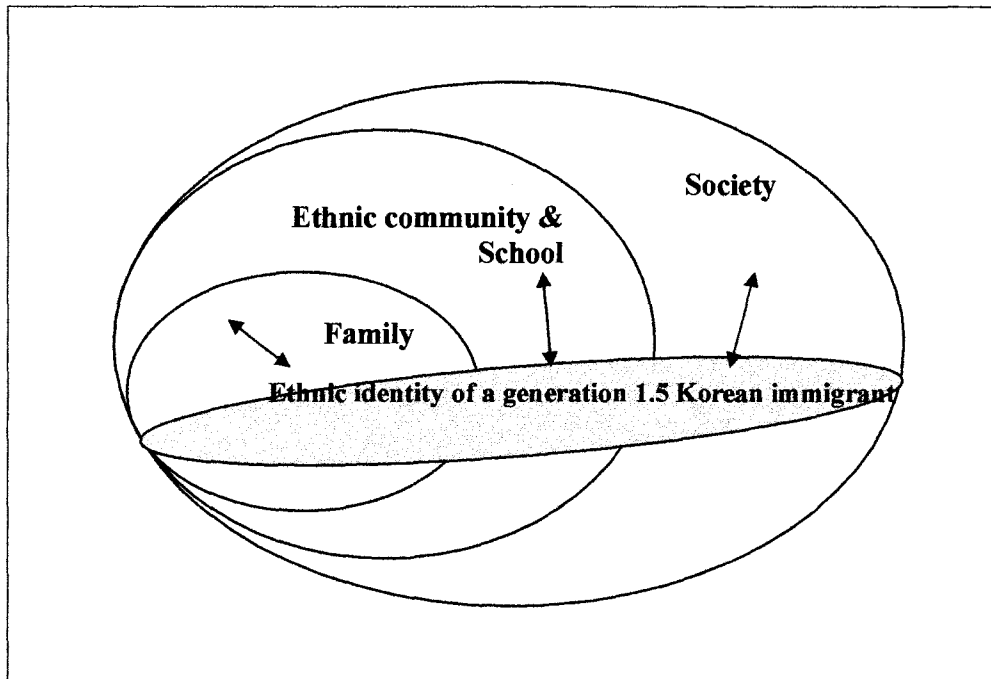 Society
Ethnic community &
School
Family
Ethnic identity of a generation 1.5 Korean immigrant